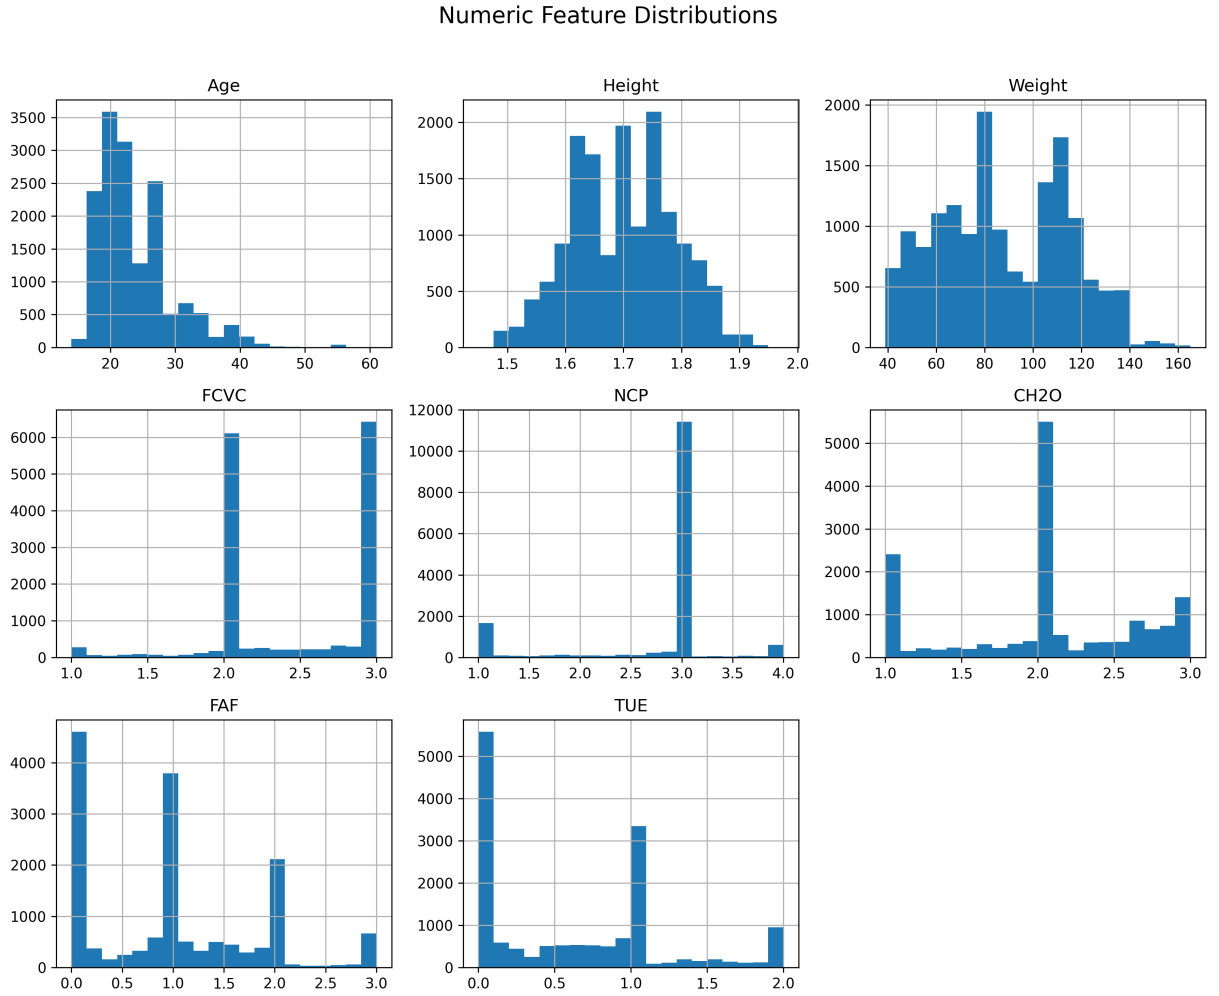 Numeric Feature Distributions
Age
3500
3000
2500
2000
1500
1000
500
0
20 30 40 50 60
Height
2000
1500
1000
500
0
1.5 1.6 1.7 1.8 1.9 2.0
Weight
2000
1500
1000
500
0
40 60 80 100 120 140 160
FCVC
6000
5000
4000
3000
2000
1000
0
1.0 1.5 2.0 2.5 3.0
NCP
12000
10000
8000
6000
4000
2000
0
1.0 1.5 2.0 2.5 3.0 3.5 4.0
CH2O
5000
4000
3000
2000
1000
0
1.0 1.5 2.0 2.5 3.0
FAF
4000
3000
2000
1000
0
0.0 0.5 1.0 1.5 2.0 2.5 3.0
TUE
5000
4000
3000
2000
1000
0
0.0 0.5 1.0 1.5 2.0